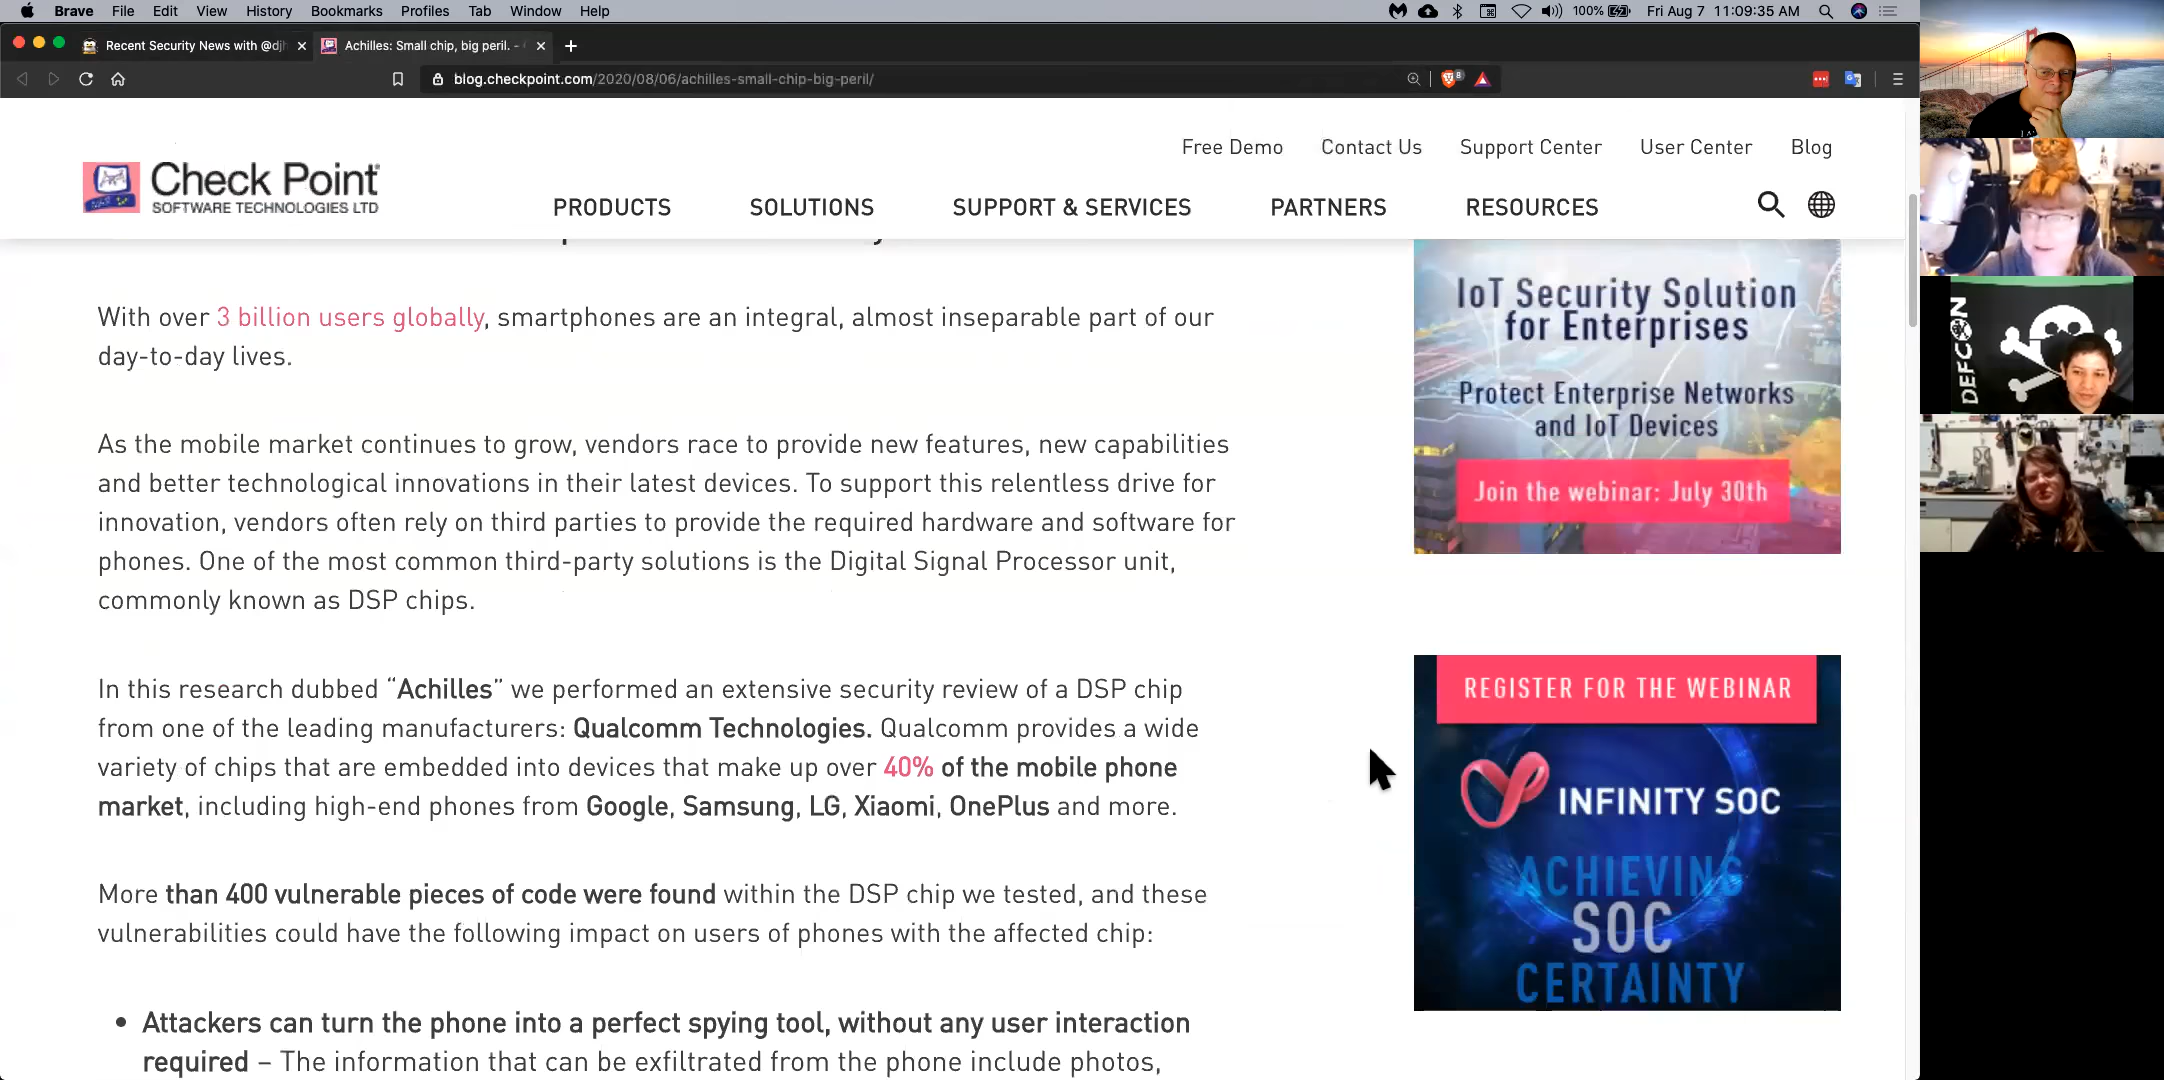 Brave File Edit View History Bookmarks Profiles Tab Window Help 100% Fri Aug 7 11:09:35 AM
Recent Security News with @djh Achilles: Small chip, big peril. -
blog.checkpoint.com/2020/08/06/achilles-small-chip-big-peril/
Free Demo Contact Us Support Center User Center Blog
Check Point
SOFTWARE TECHNOLOGIES LTD
PRODUCTS SOLUTIONS SUPPORT & SERVICES PARTNERS RESOURCES
With over 3 billion users globally, smartphones are an integral, almost inseparable part of our
day-to-day lives.
As the mobile market continues to grow, vendors race to provide new features, new capabilities
and better technological innovations in their latest devices. To support this relentless drive for
innovation, vendors often rely on third parties to provide the required hardware and software for
phones. One of the most common third-party solutions is the Digital Signal Processor unit,
commonly known as DSP chips.
In this research dubbed “Achilles” we performed an extensive security review of a DSP chip
from one of the leading manufacturers: Qualcomm Technologies. Qualcomm provides a wide
variety of chips that are embedded into devices that make up over 40% of the mobile phone
market, including high-end phones from Google, Samsung, LG, Xiaomi, OnePlus and more.
More than 400 vulnerable pieces of code were found within the DSP chip we tested, and these
vulnerabilities could have the following impact on users of phones with the affected chip:
• Attackers can turn the phone into a perfect spying tool, without any user interaction
required – The information that can be exfiltrated from the phone include photos,
IoT Security Solution
for Enterprises
Protect Enterprise Networks
and IoT Devices
Join the webinar: July 30th
REGISTER FOR THE WEBINAR
INFINITY SOC
ACHIEVING
SOC
CERTAINTY
DEFCON